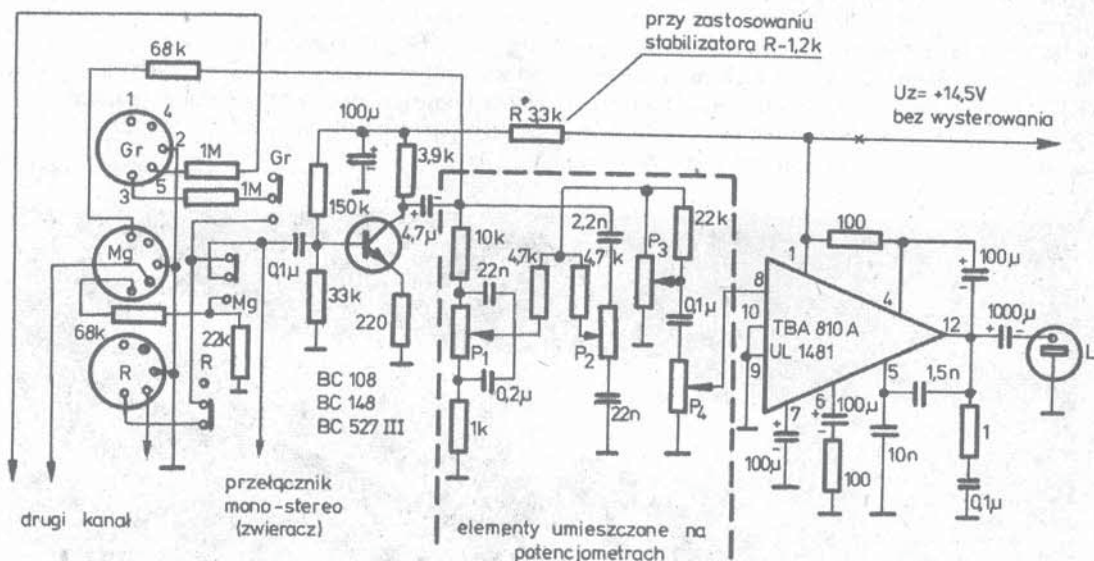 przy zastosowaniu
stabilizatora R-1,2k
68k
R* 33k
Uz= +14,5V
bez wysterowania
1
4
Gr
2
3
5
1M
1M
Gr
100µ
+
-
3,9k
150k
+
-
4,7µ
0,1µ
33k
220
Mg
Mg
68k
22k
R
R
BC 108
BC 148
BC 527 III
10k
22n
P1
0,2µ
1k
4,7k
4,7k
2,2n
P2
22n
P3
22k
0,1µ
P4
1
100
100µ
+
-
8
10
9
TBA 810 A
UL 1481
4
12
5
6
7
1000µ
+
-
L
1,5n
+
100µ
-
+
100µ
-
100
10n
1
0,1µ
drugi kanał
przełącznik
mono-stereo
(zwieracz)
elementy umieszczone na
potencjometrach